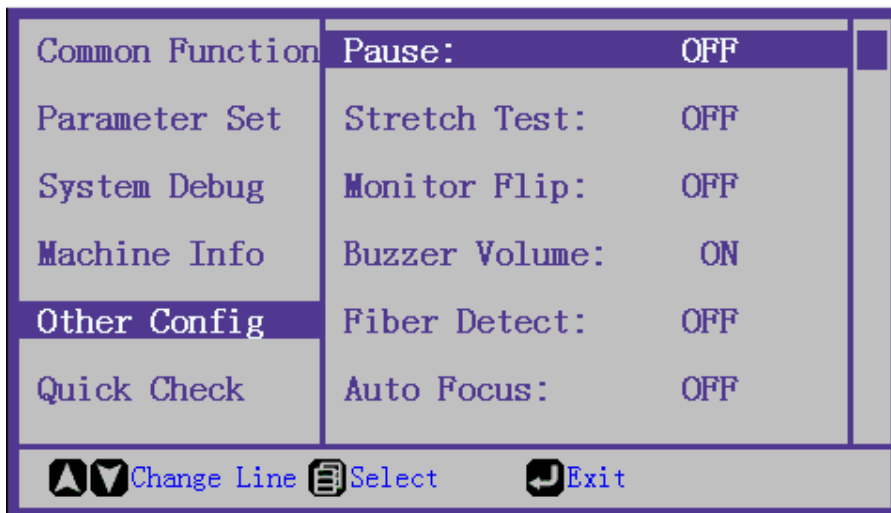 Common Function Pause: OFF
Parameter Set Stretch Test: OFF
System Debug Monitor Flip: OFF
Machine Info Buzzer Volume: ON
Other Config Fiber Detect: OFF
Quick Check Auto Focus: OFF
Change Line Select Exit